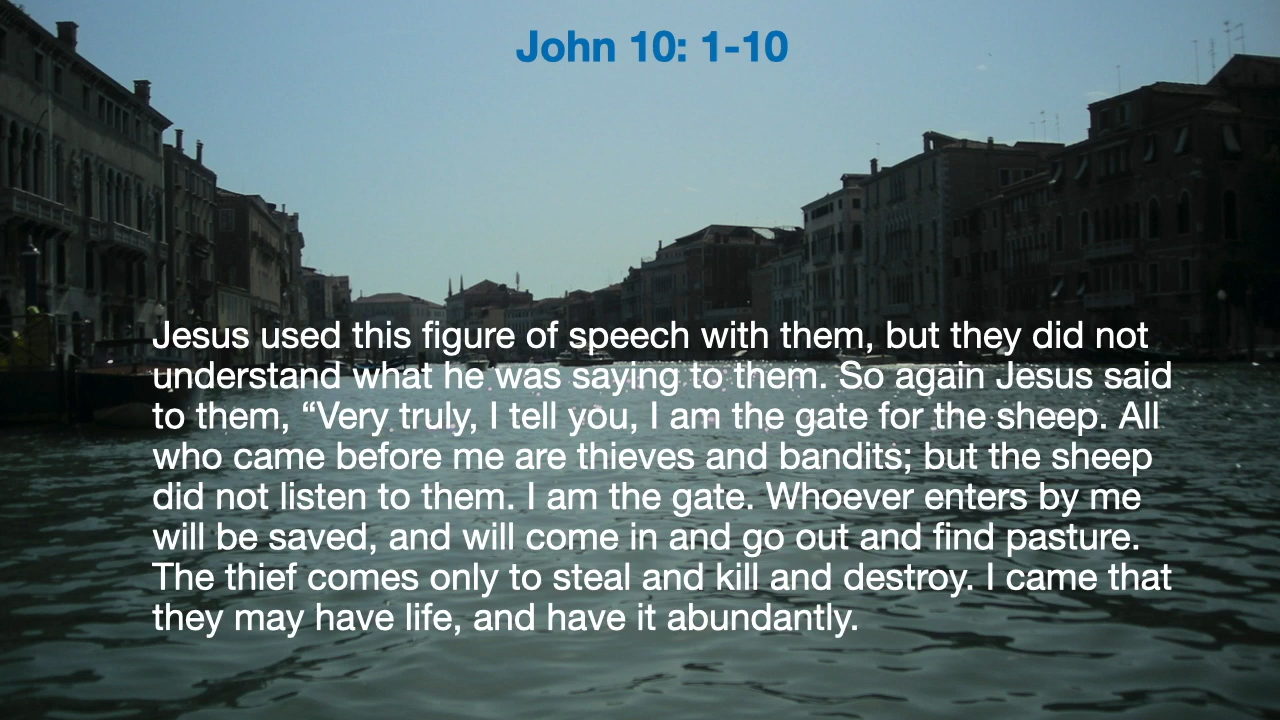 John 10: 1-10
Jesus used this figure of speech with them, but they did not
understand what he was saying to them. So again Jesus said
to them, “Very truly, I tell you, I am the gate for the sheep. All
who came before me are thieves and bandits; but the sheep
did not listen to them. I am the gate. Whoever enters by me
will be saved, and will come in and go out and find pasture.
The thief comes only to steal and kill and destroy. I came that
they may have life, and have it abundantly.